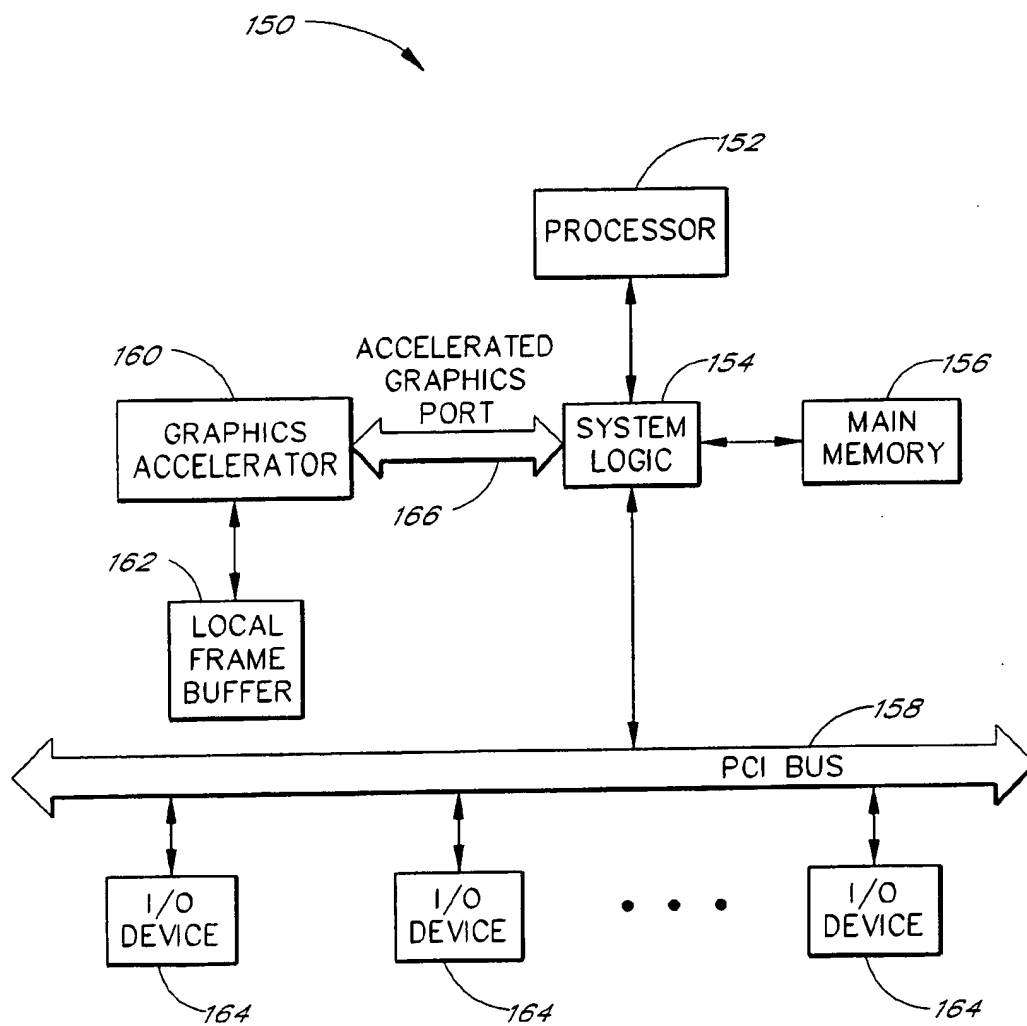 150
152
PROCESSOR
160
ACCELERATED
GRAPHICS
PORT
154
156
GRAPHICS
ACCELERATOR
SYSTEM
LOGIC
MAIN
MEMORY
166
162
LOCAL
FRAME
BUFFER
158
PCI BUS
I/O
DEVICE
I/O
DEVICE
I/O
DEVICE
164
164
164